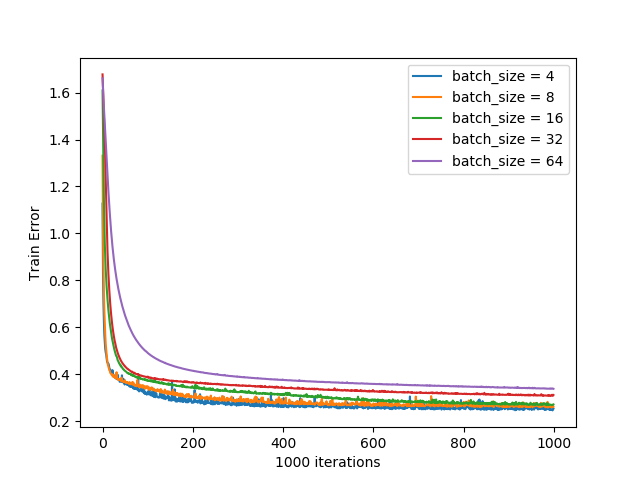 batch_size = 4
batch_size = 8
batch_size = 16
batch_size = 32
batch_size = 64
1.6
1.4
1.2
1.0
0.8
0.6
0.4
0.2
Train Error
0 200 400 600 800 1000
1000 iterations